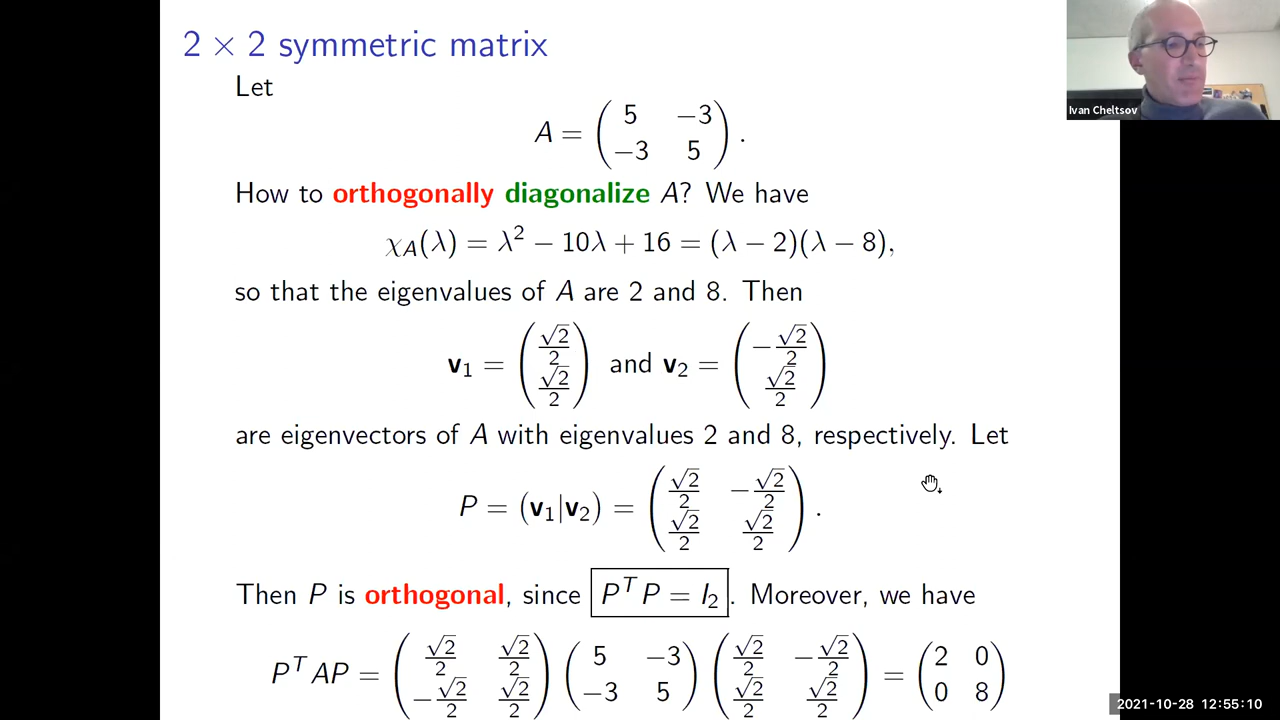 2 × 2 symmetric matrix
Let
A = ( 5 −3 ; −3 5 ) .
How to orthogonally diagonalize A? We have
χ_A(λ) = λ² − 10λ + 16 = (λ − 2)(λ − 8),
so that the eigenvalues of A are 2 and 8. Then
v₁ = ( √2/2 ; √2/2 ) and v₂ = ( −√2/2 ; √2/2 )
are eigenvectors of A with eigenvalues 2 and 8, respectively. Let
P = (v₁|v₂) = ( √2/2 −√2/2 ; √2/2 √2/2 ) .
Then P is orthogonal, since PᵀP = I₂ . Moreover, we have
PᵀAP = ( √2/2 √2/2 ; −√2/2 √2/2 ) ( 5 −3 ; −3 5 ) ( √2/2 −√2/2 ; √2/2 √2/2 ) = ( 2 0 ; 0 8 )
Ivan Cheltsov
2021-10-28 12:55:10